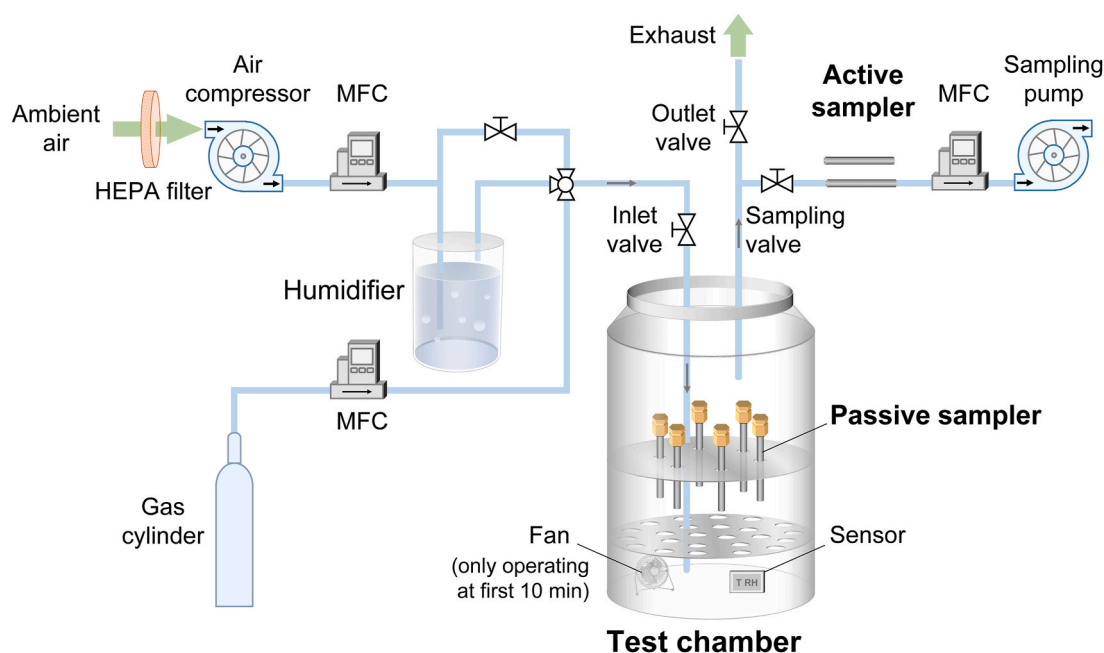 Exhaust
Air
compressor
MFC
Active
sampler
MFC
Sampling
pump
Ambient
air
HEPA filter
Outlet
valve
Inlet
valve
Sampling
valve
Humidifier
MFC
Passive sampler
Gas
cylinder
Fan
(only operating
at first 10 min)
Sensor
T RH
Test chamber